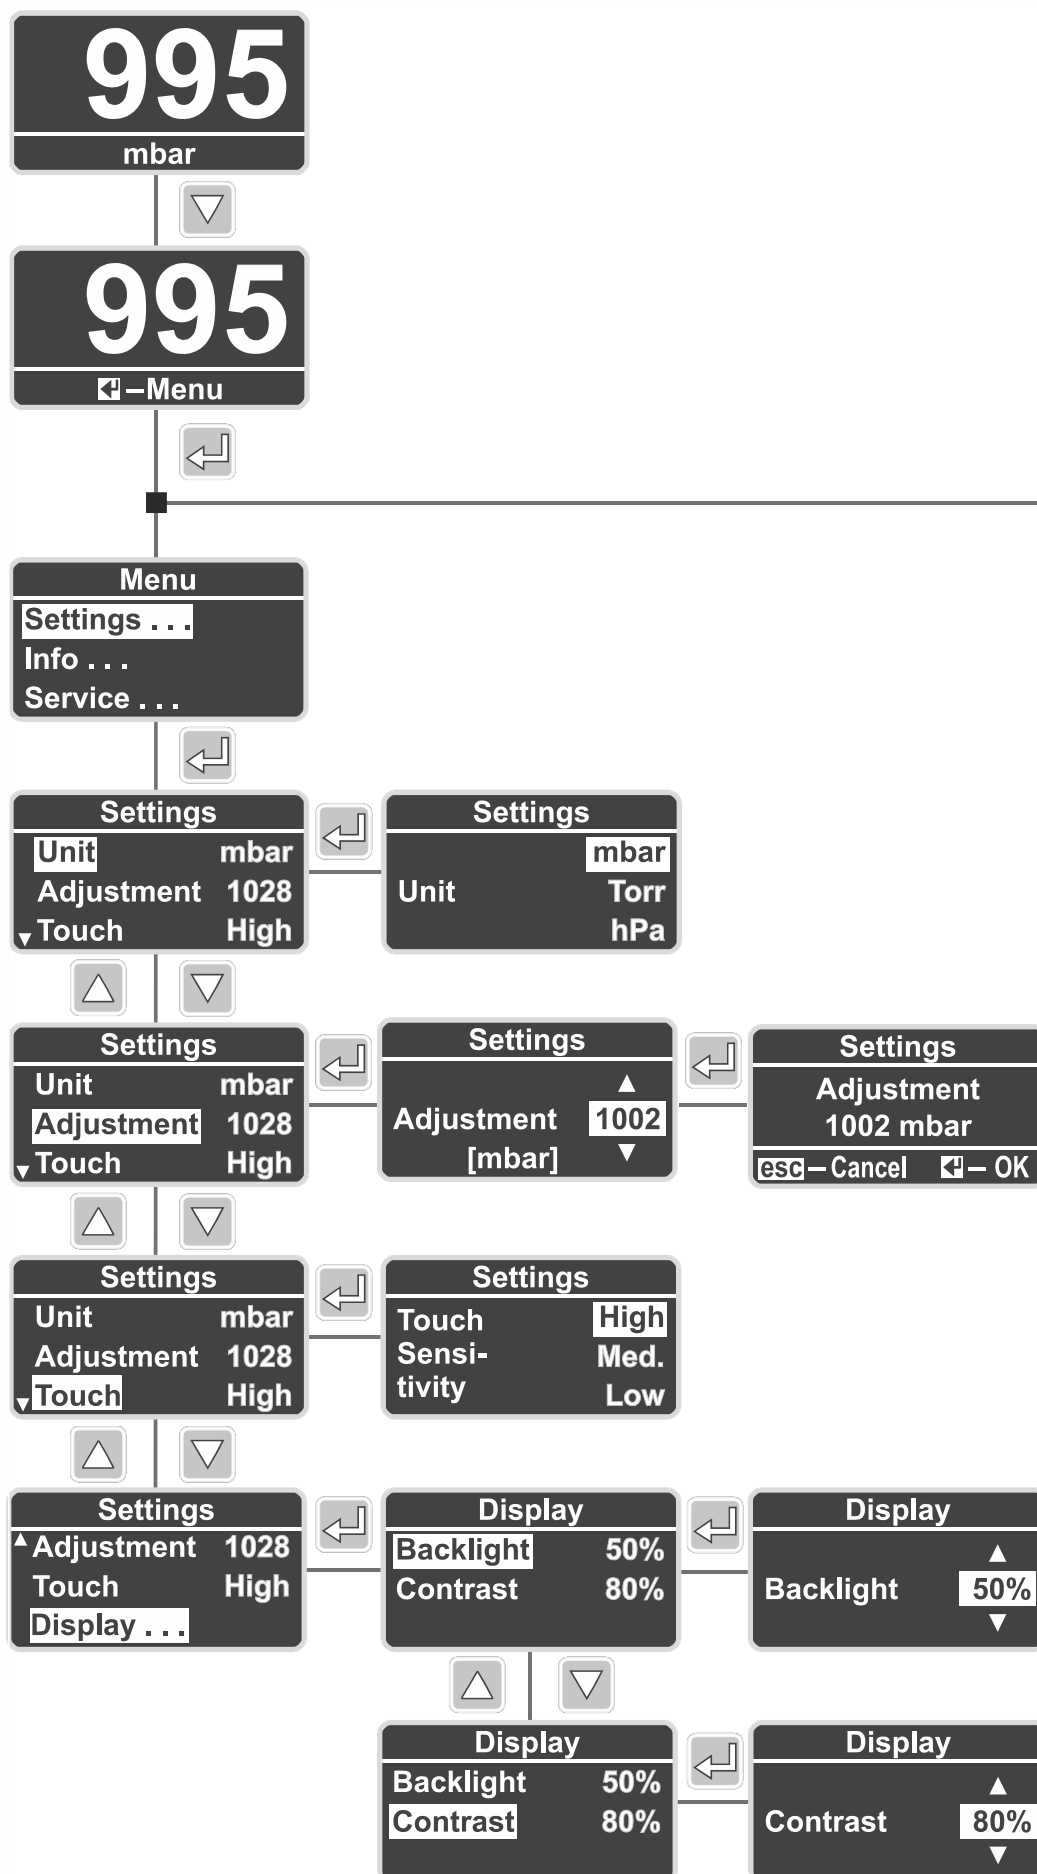 995
mbar
995
–Menu
Menu
Settings . . .
Info . . .
Service . . .
Settings
Unit mbar
Adjustment 1028
Touch High
Settings
mbar
Unit Torr
hPa
Settings
Unit mbar
Adjustment 1028
Touch High
Settings
Adjustment 1002
[mbar]
Settings
Adjustment
1002 mbar
esc – Cancel – OK
Settings
Unit mbar
Adjustment 1028
Touch High
Settings
Touch High
Sensi- Med.
tivity Low
Settings
Adjustment 1028
Touch High
Display . . .
Display
Backlight 50%
Contrast 80%
Display
Backlight 50%
Display
Backlight 50%
Contrast 80%
Display
Contrast 80%